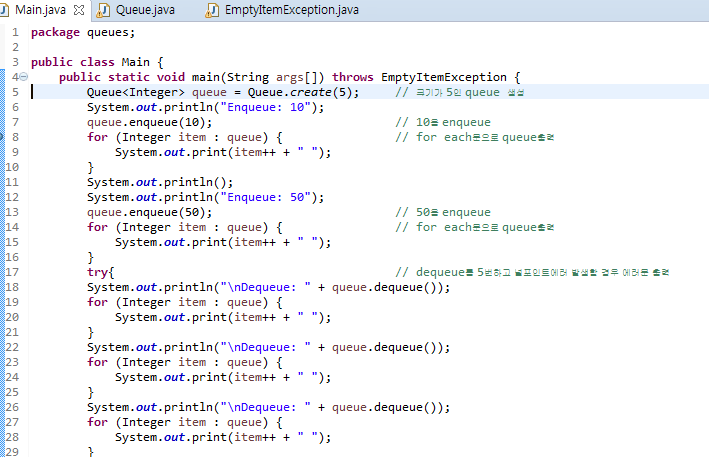 Main.java Queue.java EmptyItemException.java
1 package queues;
2
3 public class Main {
4 public static void main(String args[]) throws EmptyItemException {
5 Queue<Integer> queue = Queue.create(5); // 크기가 5인 queue 생성
6 System.out.println("Enqueue: 10");
7 queue.enqueue(10); // 10을 enqueue
8 for (Integer item : queue) { // for each문으로 queue출력
9 System.out.print(item++ + " ");
10 }
11 System.out.println();
12 System.out.println("Enqueue: 50");
13 queue.enqueue(50); // 50을 enqueue
14 for (Integer item : queue) { // for each문으로 queue출력
15 System.out.print(item++ + " ");
16 }
17 try{ // dequeue를 5번하고 널포인트에러 발생할 경우 에러문 출력
18 System.out.println("\nDequeue: " + queue.dequeue());
19 for (Integer item : queue) {
20 System.out.print(item++ + " ");
21 }
22 System.out.println("\nDequeue: " + queue.dequeue());
23 for (Integer item : queue) {
24 System.out.print(item++ + " ");
25 }
26 System.out.println("\nDequeue: " + queue.dequeue());
27 for (Integer item : queue) {
28 System.out.print(item++ + " ");
29 }